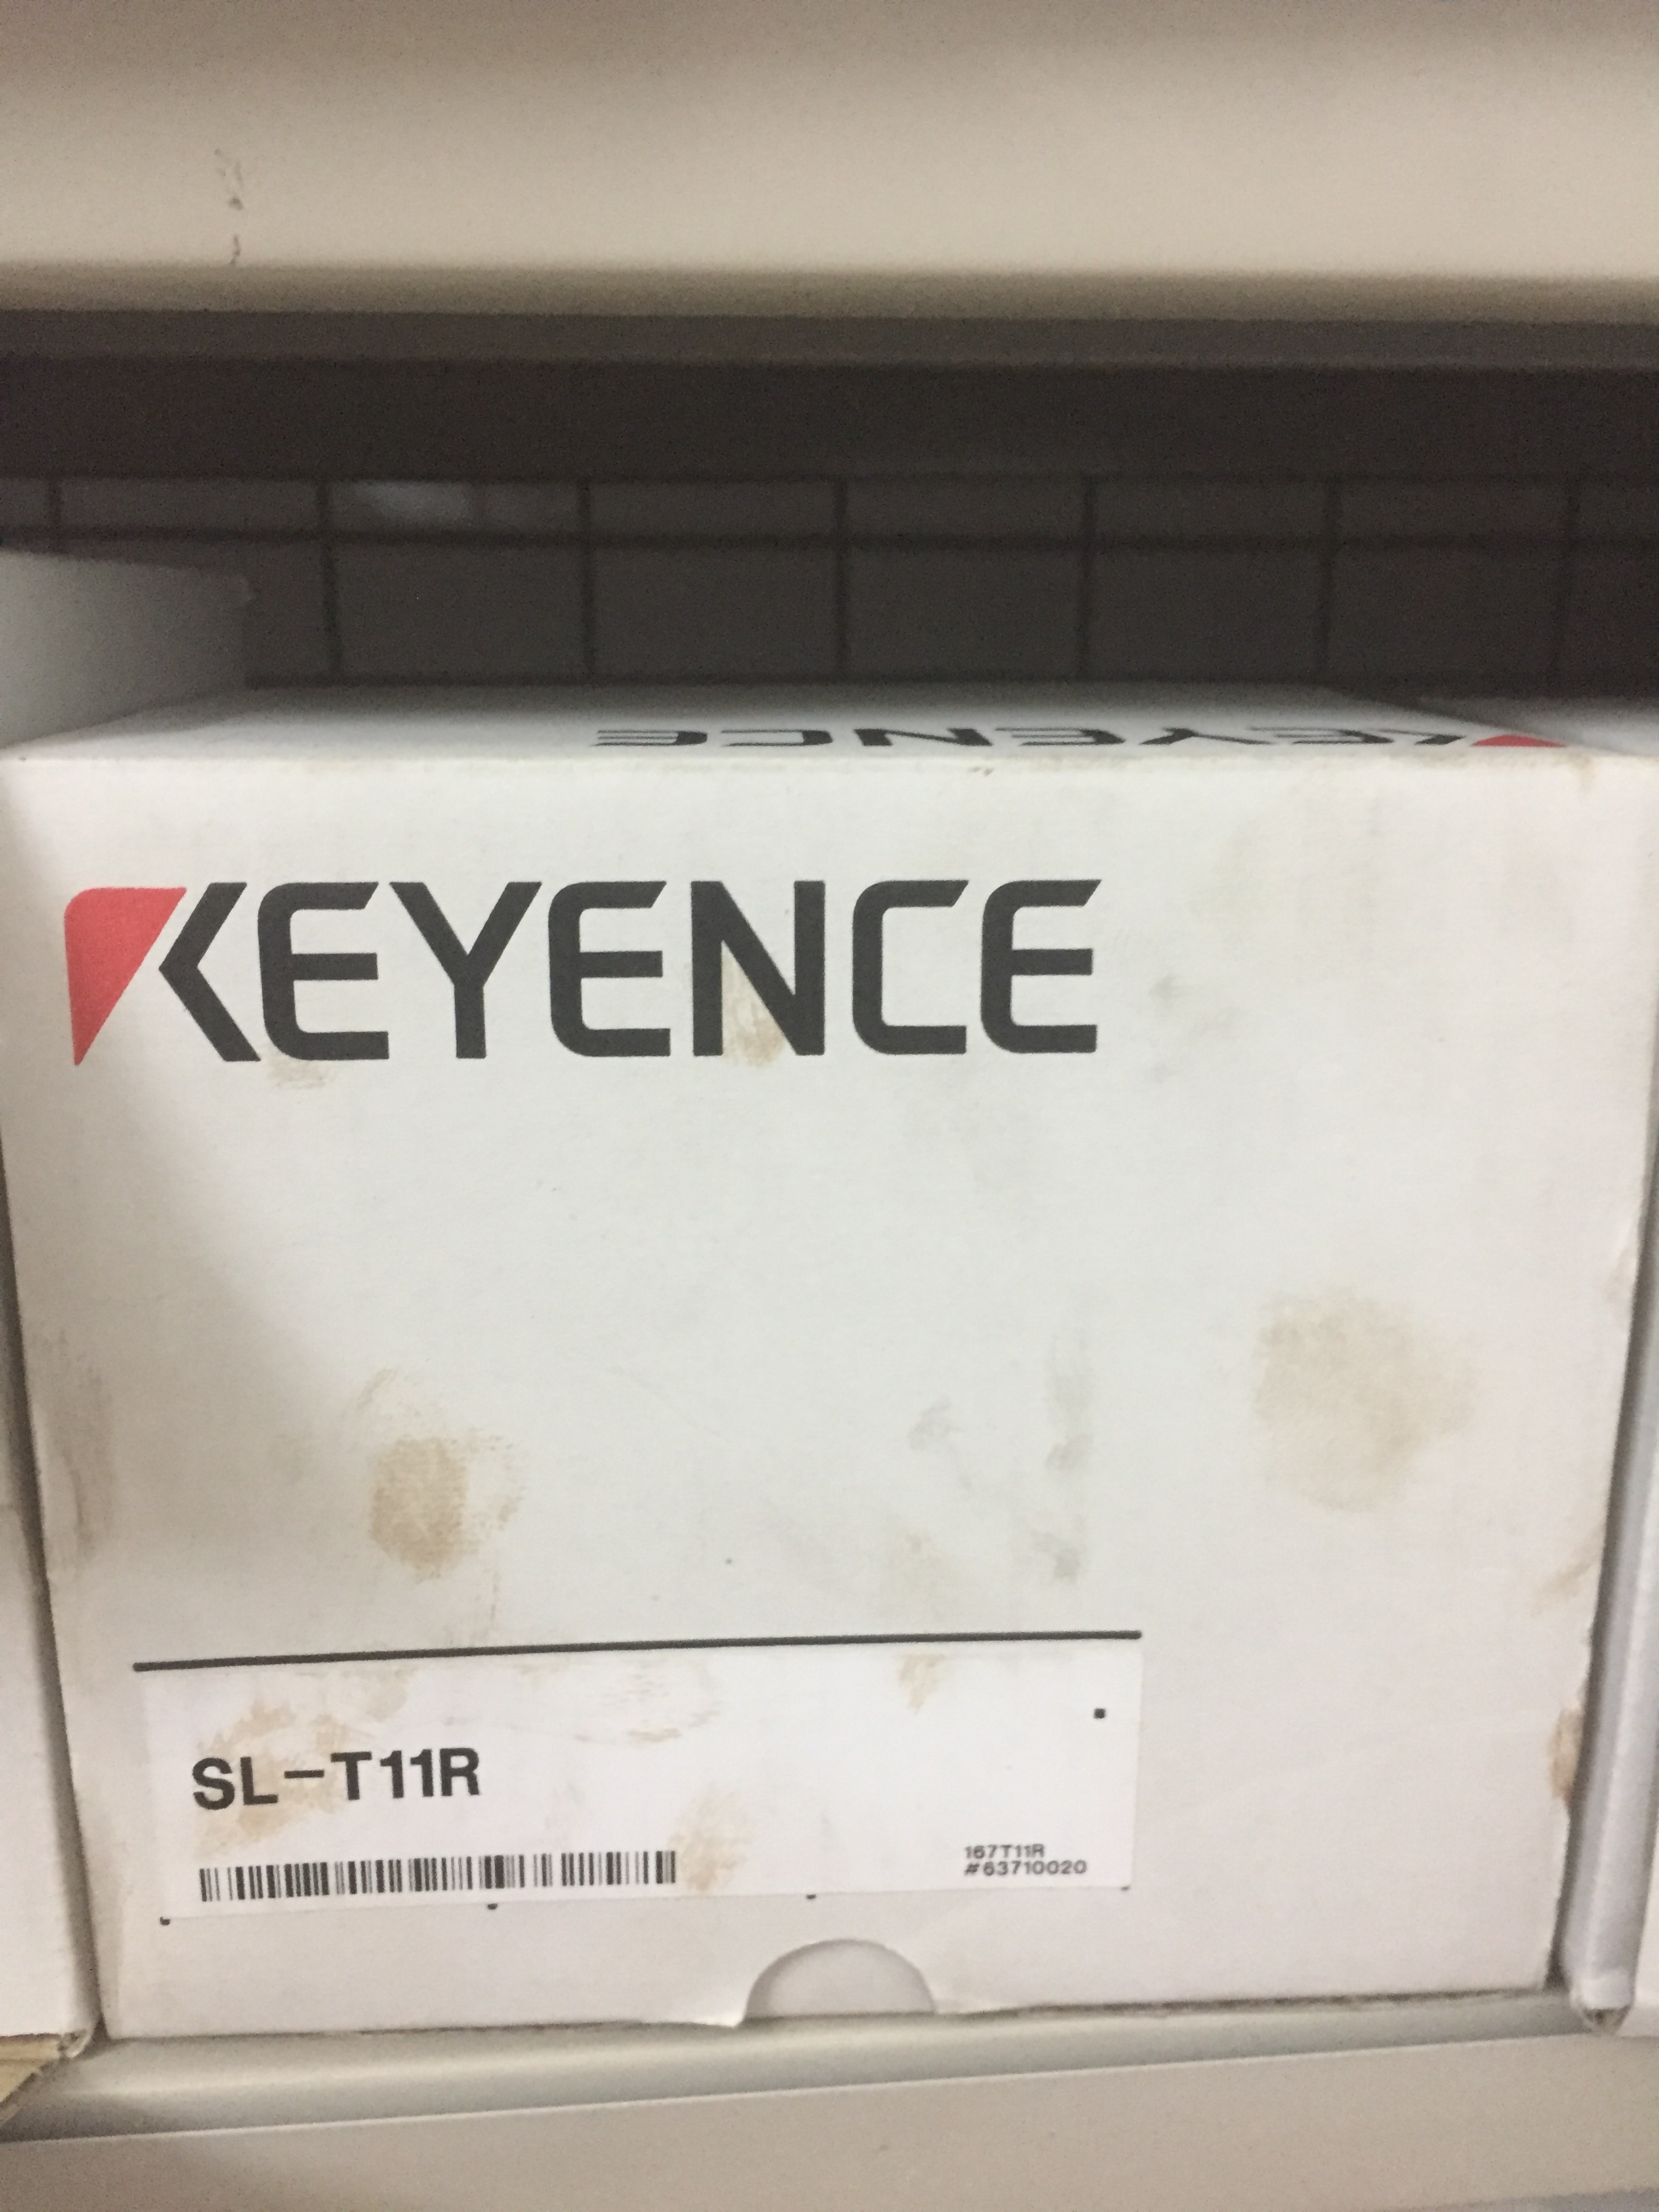 KEYENCE
KEYENCE
SL-T11R
167T11R
#63710020